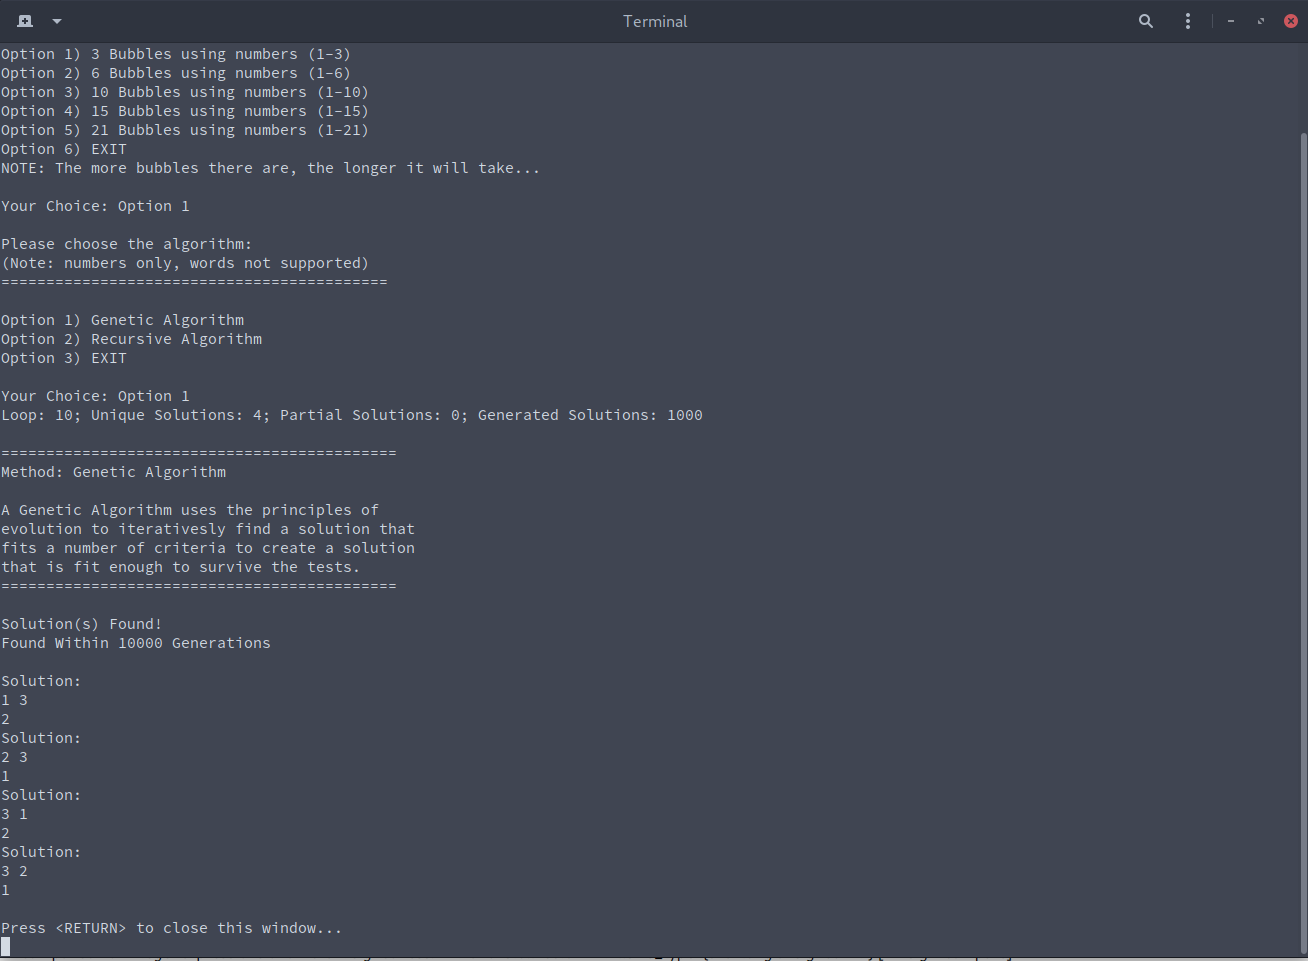 Terminal
Option 1) 3 Bubbles using numbers (1-3)
Option 2) 6 Bubbles using numbers (1-6)
Option 3) 10 Bubbles using numbers (1-10)
Option 4) 15 Bubbles using numbers (1-15)
Option 5) 21 Bubbles using numbers (1-21)
Option 6) EXIT
NOTE: The more bubbles there are, the longer it will take...
Your Choice: Option 1
Please choose the algorithm:
(Note: numbers only, words not supported)
===========================================
Option 1) Genetic Algorithm
Option 2) Recursive Algorithm
Option 3) EXIT
Your Choice: Option 1
Loop: 10; Unique Solutions: 4; Partial Solutions: 0; Generated Solutions: 1000
============================================
Method: Genetic Algorithm
A Genetic Algorithm uses the principles of
evolution to iterativesly find a solution that
fits a number of criteria to create a solution
that is fit enough to survive the tests.
============================================
Solution(s) Found!
Found Within 10000 Generations
Solution:
1 3
2
Solution:
2 3
1
Solution:
3 1
2
Solution:
3 2
1
Press <RETURN> to close this window...